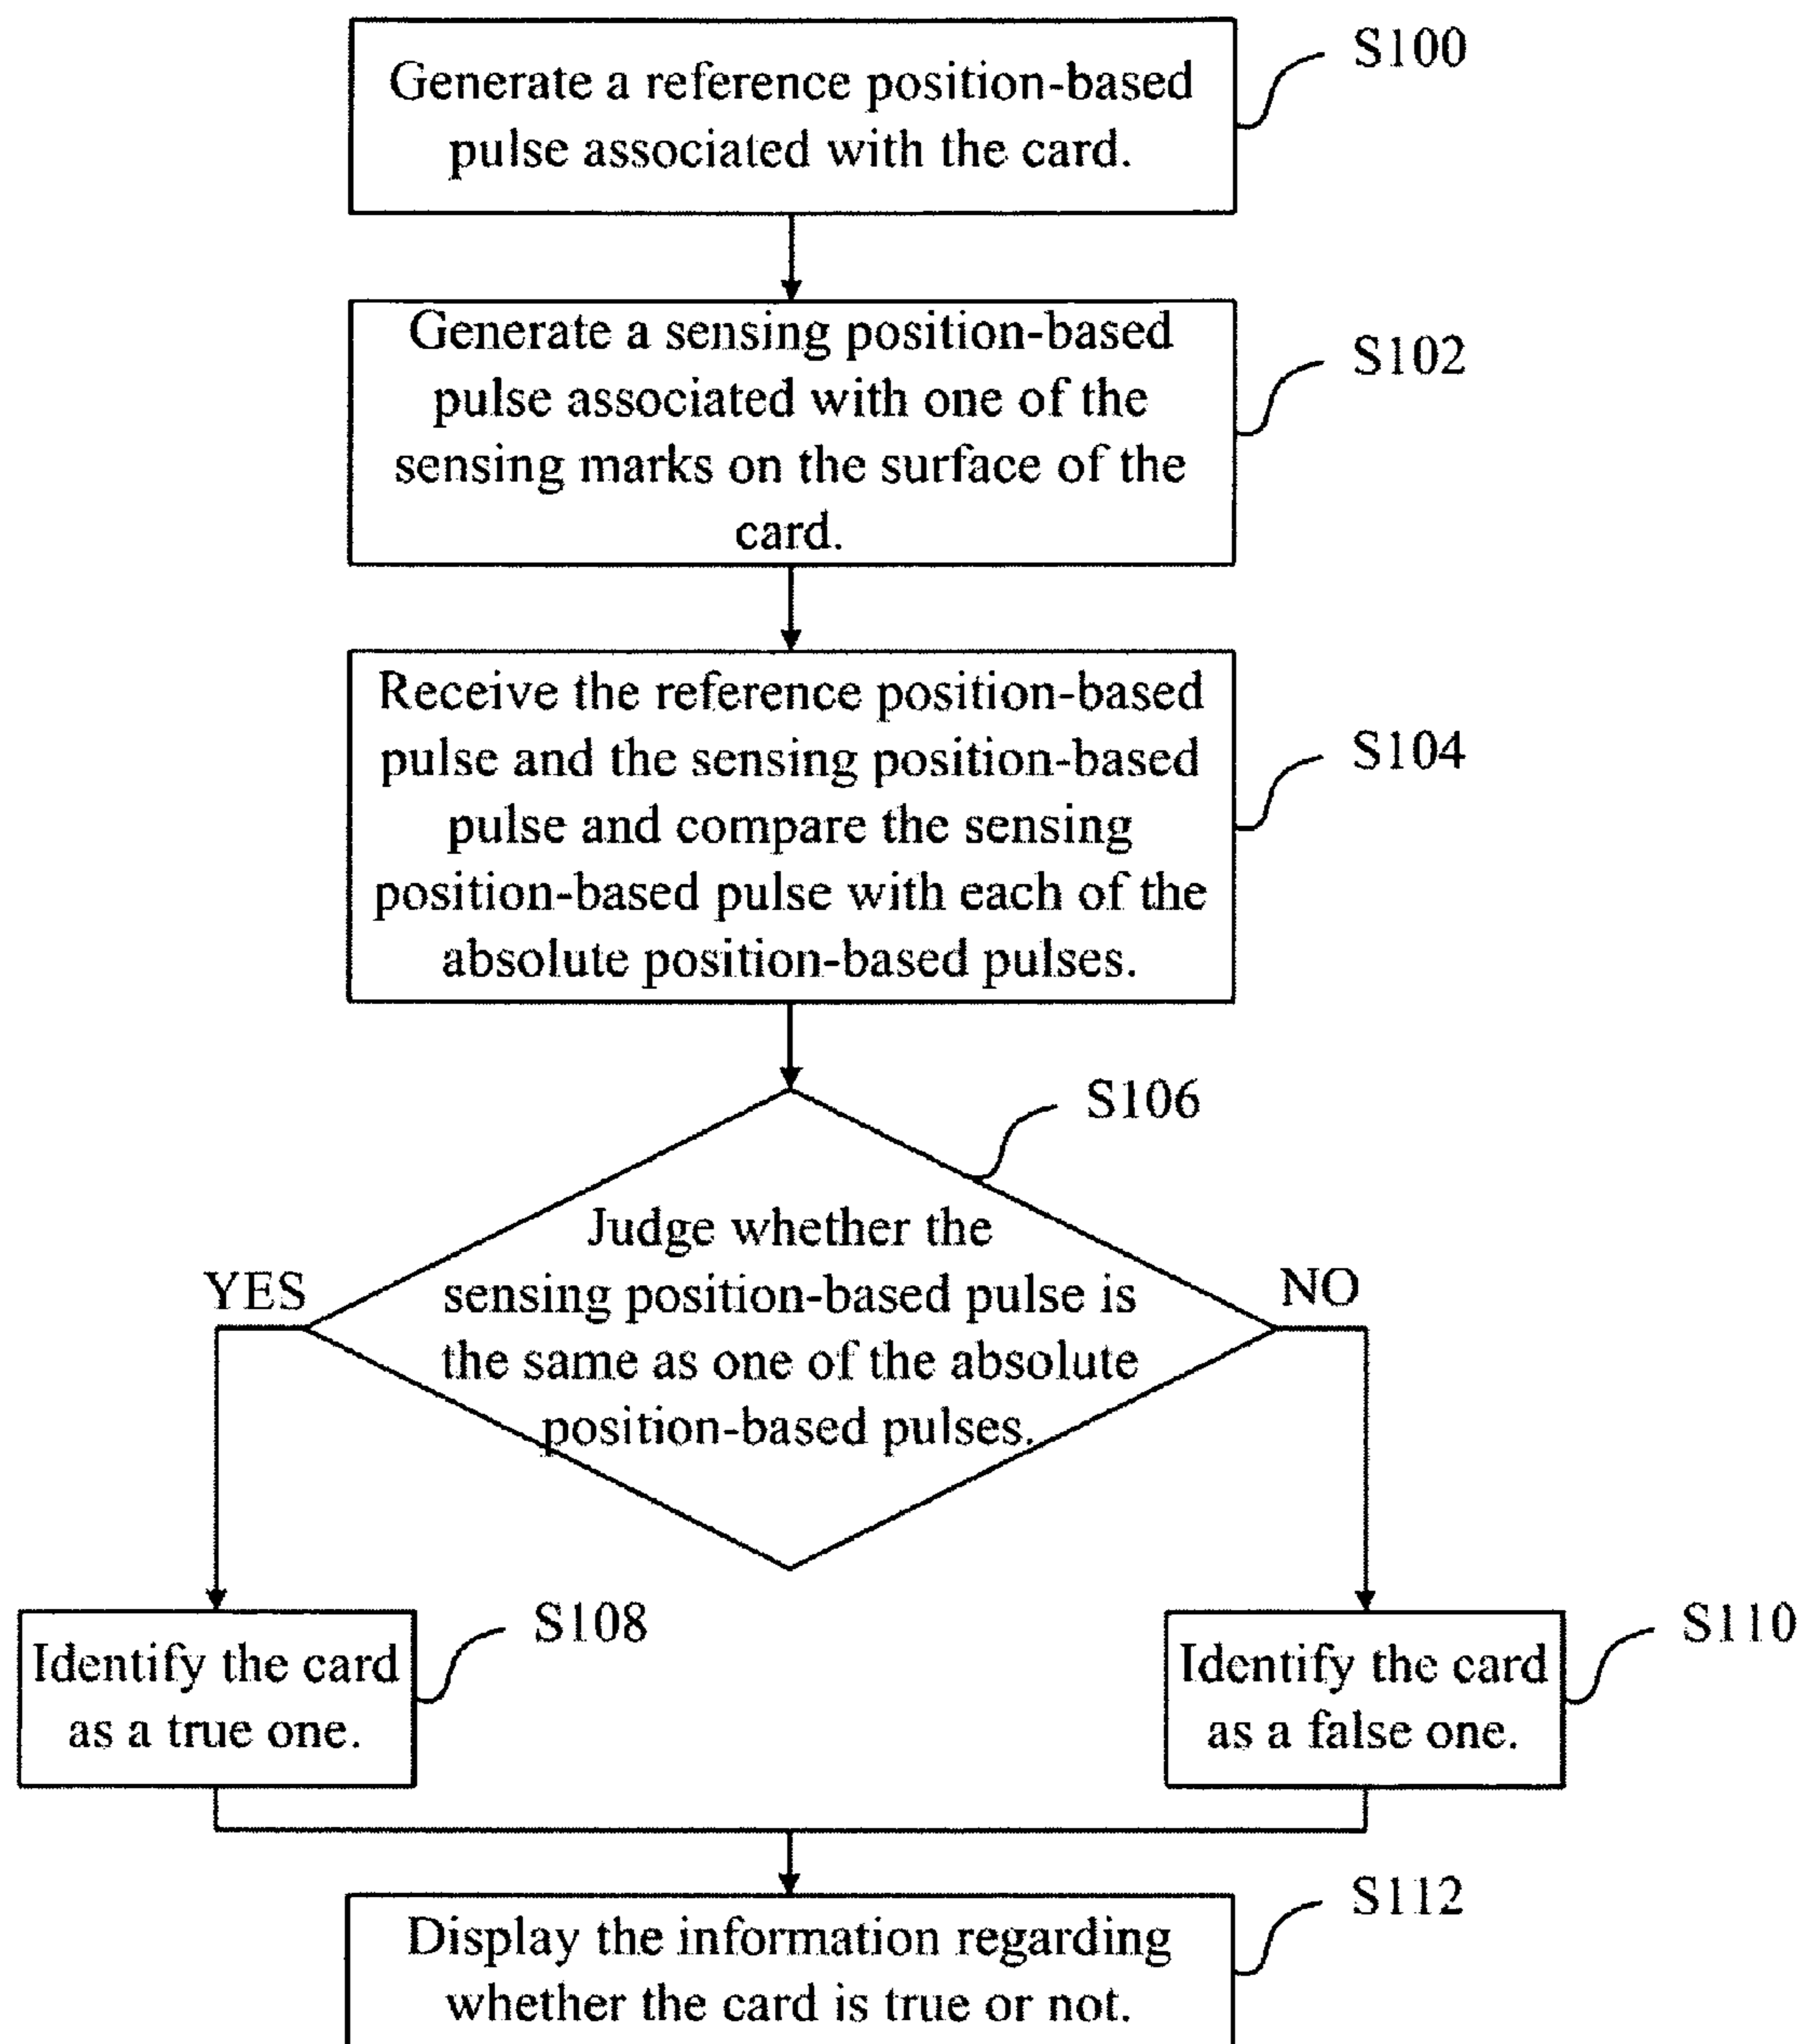 Generate a reference position-based
pulse associated with the card.
S100
Generate a sensing position-based
pulse associated with one of the
sensing marks on the surface of the
card.
S102
Receive the reference position-based
pulse and the sensing position-based
pulse and compare the sensing
position-based pulse with each of the
absolute position-based pulses.
S104
S106
Judge whether the
sensing position-based pulse is
the same as one of the absolute
position-based pulses.
YES
NO
Identify the card
as a true one.
S108
Identify the card
as a false one.
S110
Display the information regarding
whether the card is true or not.
S112